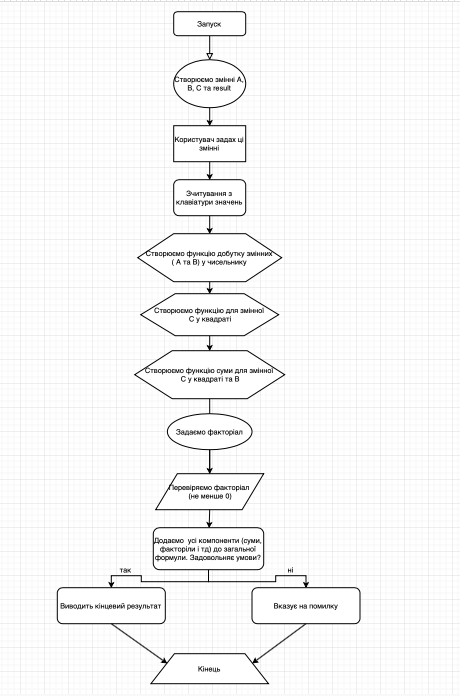 Запуск
Створюємо змінні A,
B, C та result
Користувач задах ці
змінні
Зчитування з
клавіатури значень
Створюємо функцію добутку змінних
( A та B) у чисельнику
Створюємо функцію для змінної
C у квадраті
Створюємо функцію суми для змінної
C у квадраті та B
Задаємо факторіал
Перевіряємо факторіал
(не менше 0)
Додаємо усі компоненти (суми,
факторіли і тд) до загальної
формули. Задовольняє умови?
так
ні
Виводить кінцевий результат
Вказує на помилку
Кінець